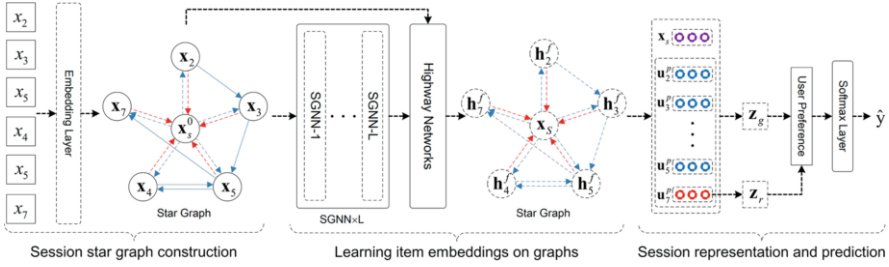 x₂
x₃
x₅
x₄
x₅
x₇
Embedding Layer
x₂
x₃
x₅
x₄
x₇
xₛ⁰
Star Graph
Session star graph construction
SGNN-1
. . .
SGNN-L
SGNN×L
Highway Networks
h₂ᶠ
h₃ᶠ
h₅ᶠ
h₄ᶠ
h₇ᶠ
xₛ
Star Graph
Learning item embeddings on graphs
xₛ
u₂ᵖ
u₃ᵖ
u₅ᵖ
u₇ᵖ
z_g
zᵣ
User Preference
Softmax Layer
ŷ
Session representation and prediction